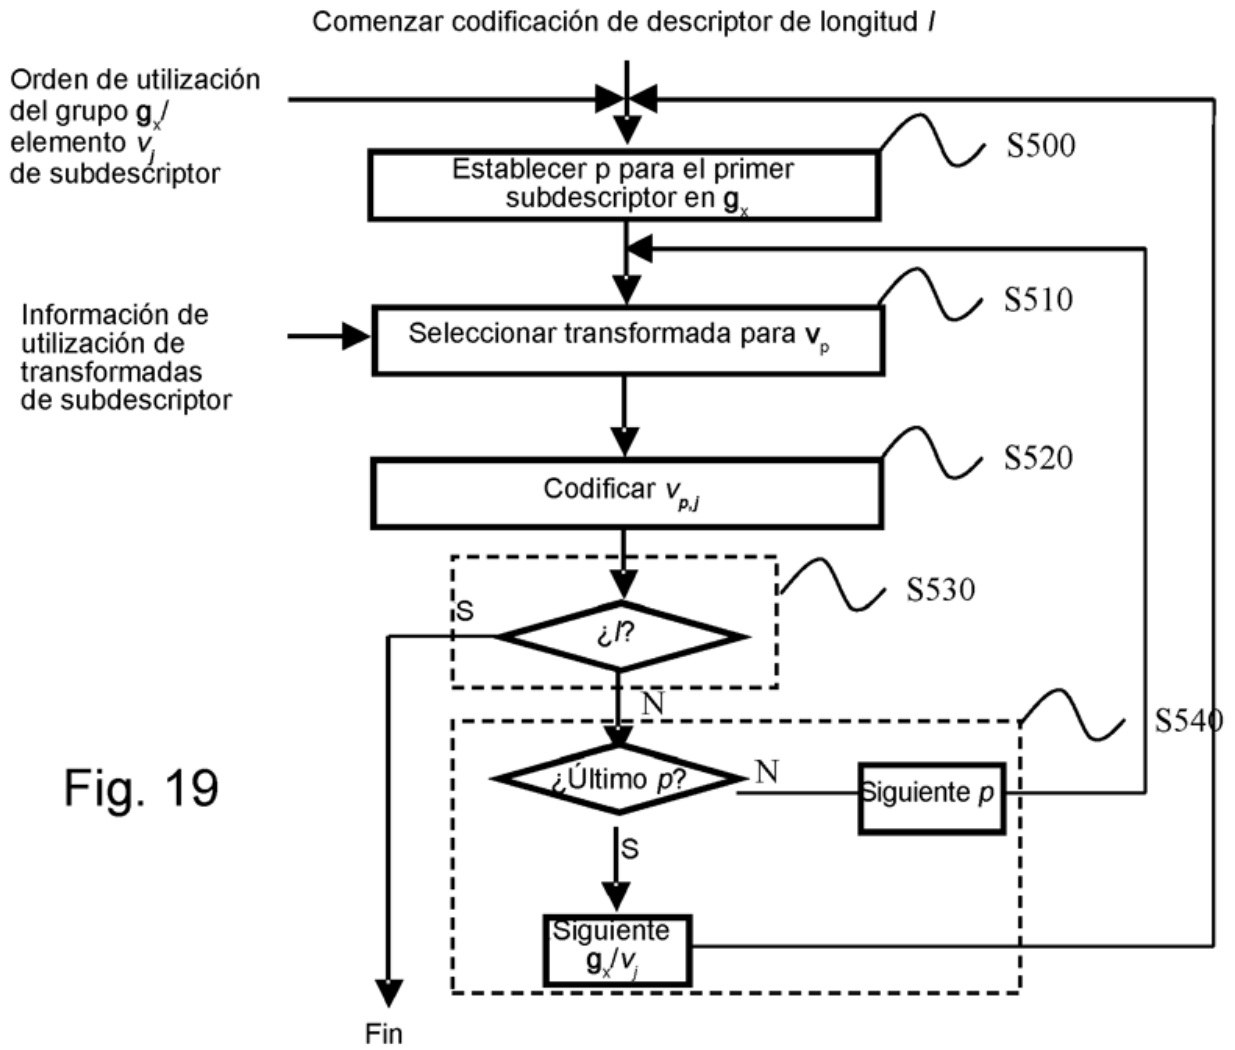 Comenzar codificación de descriptor de longitud l
Orden de utilización
del grupo gx/
elemento vj
de subdescriptor
S500
Establecer p para el primer
subdescriptor en gx
S510
Información de
utilización de
transformadas
de subdescriptor
Seleccionar transformada para vp
S520
Codificar vp,j
S530
S
¿l?
N
S540
¿Último p?
N
Siguiente p
Fig. 19
S
Siguiente
gx/vj
Fin